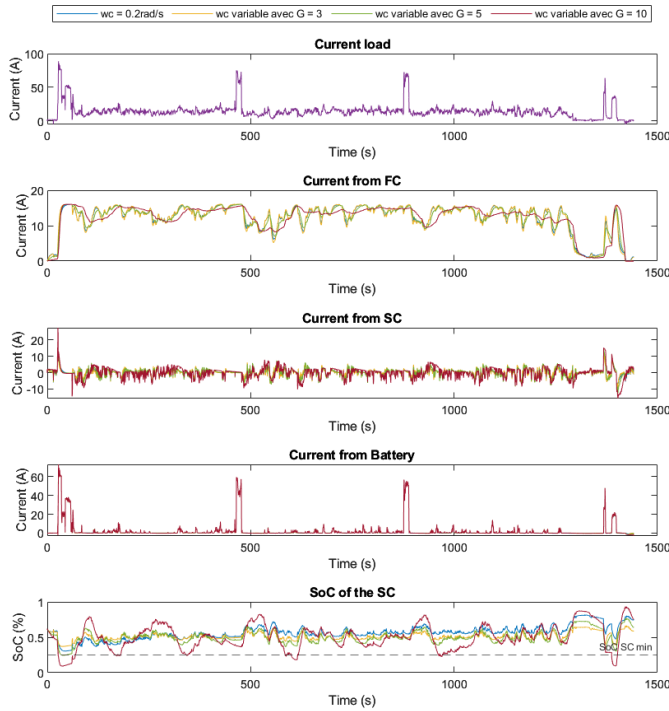 wc = 0.2rad/s wc variable avec G = 3 wc variable avec G = 5 wc variable avec G = 10
Current load
Current (A)
100
50
0
0 500 1000 1500
Time (s)
Current from FC
Current (A)
20
10
0
0 500 1000 1500
Time (s)
Current from SC
Current (A)
20
10
0
-10
0 500 1000 1500
Time (s)
Current from Battery
Current (A)
60
40
20
0
0 500 1000 1500
Time (s)
SoC of the SC
SoC (%)
1
0.5
0
SoC SC min
0 500 1000 1500
Time (s)